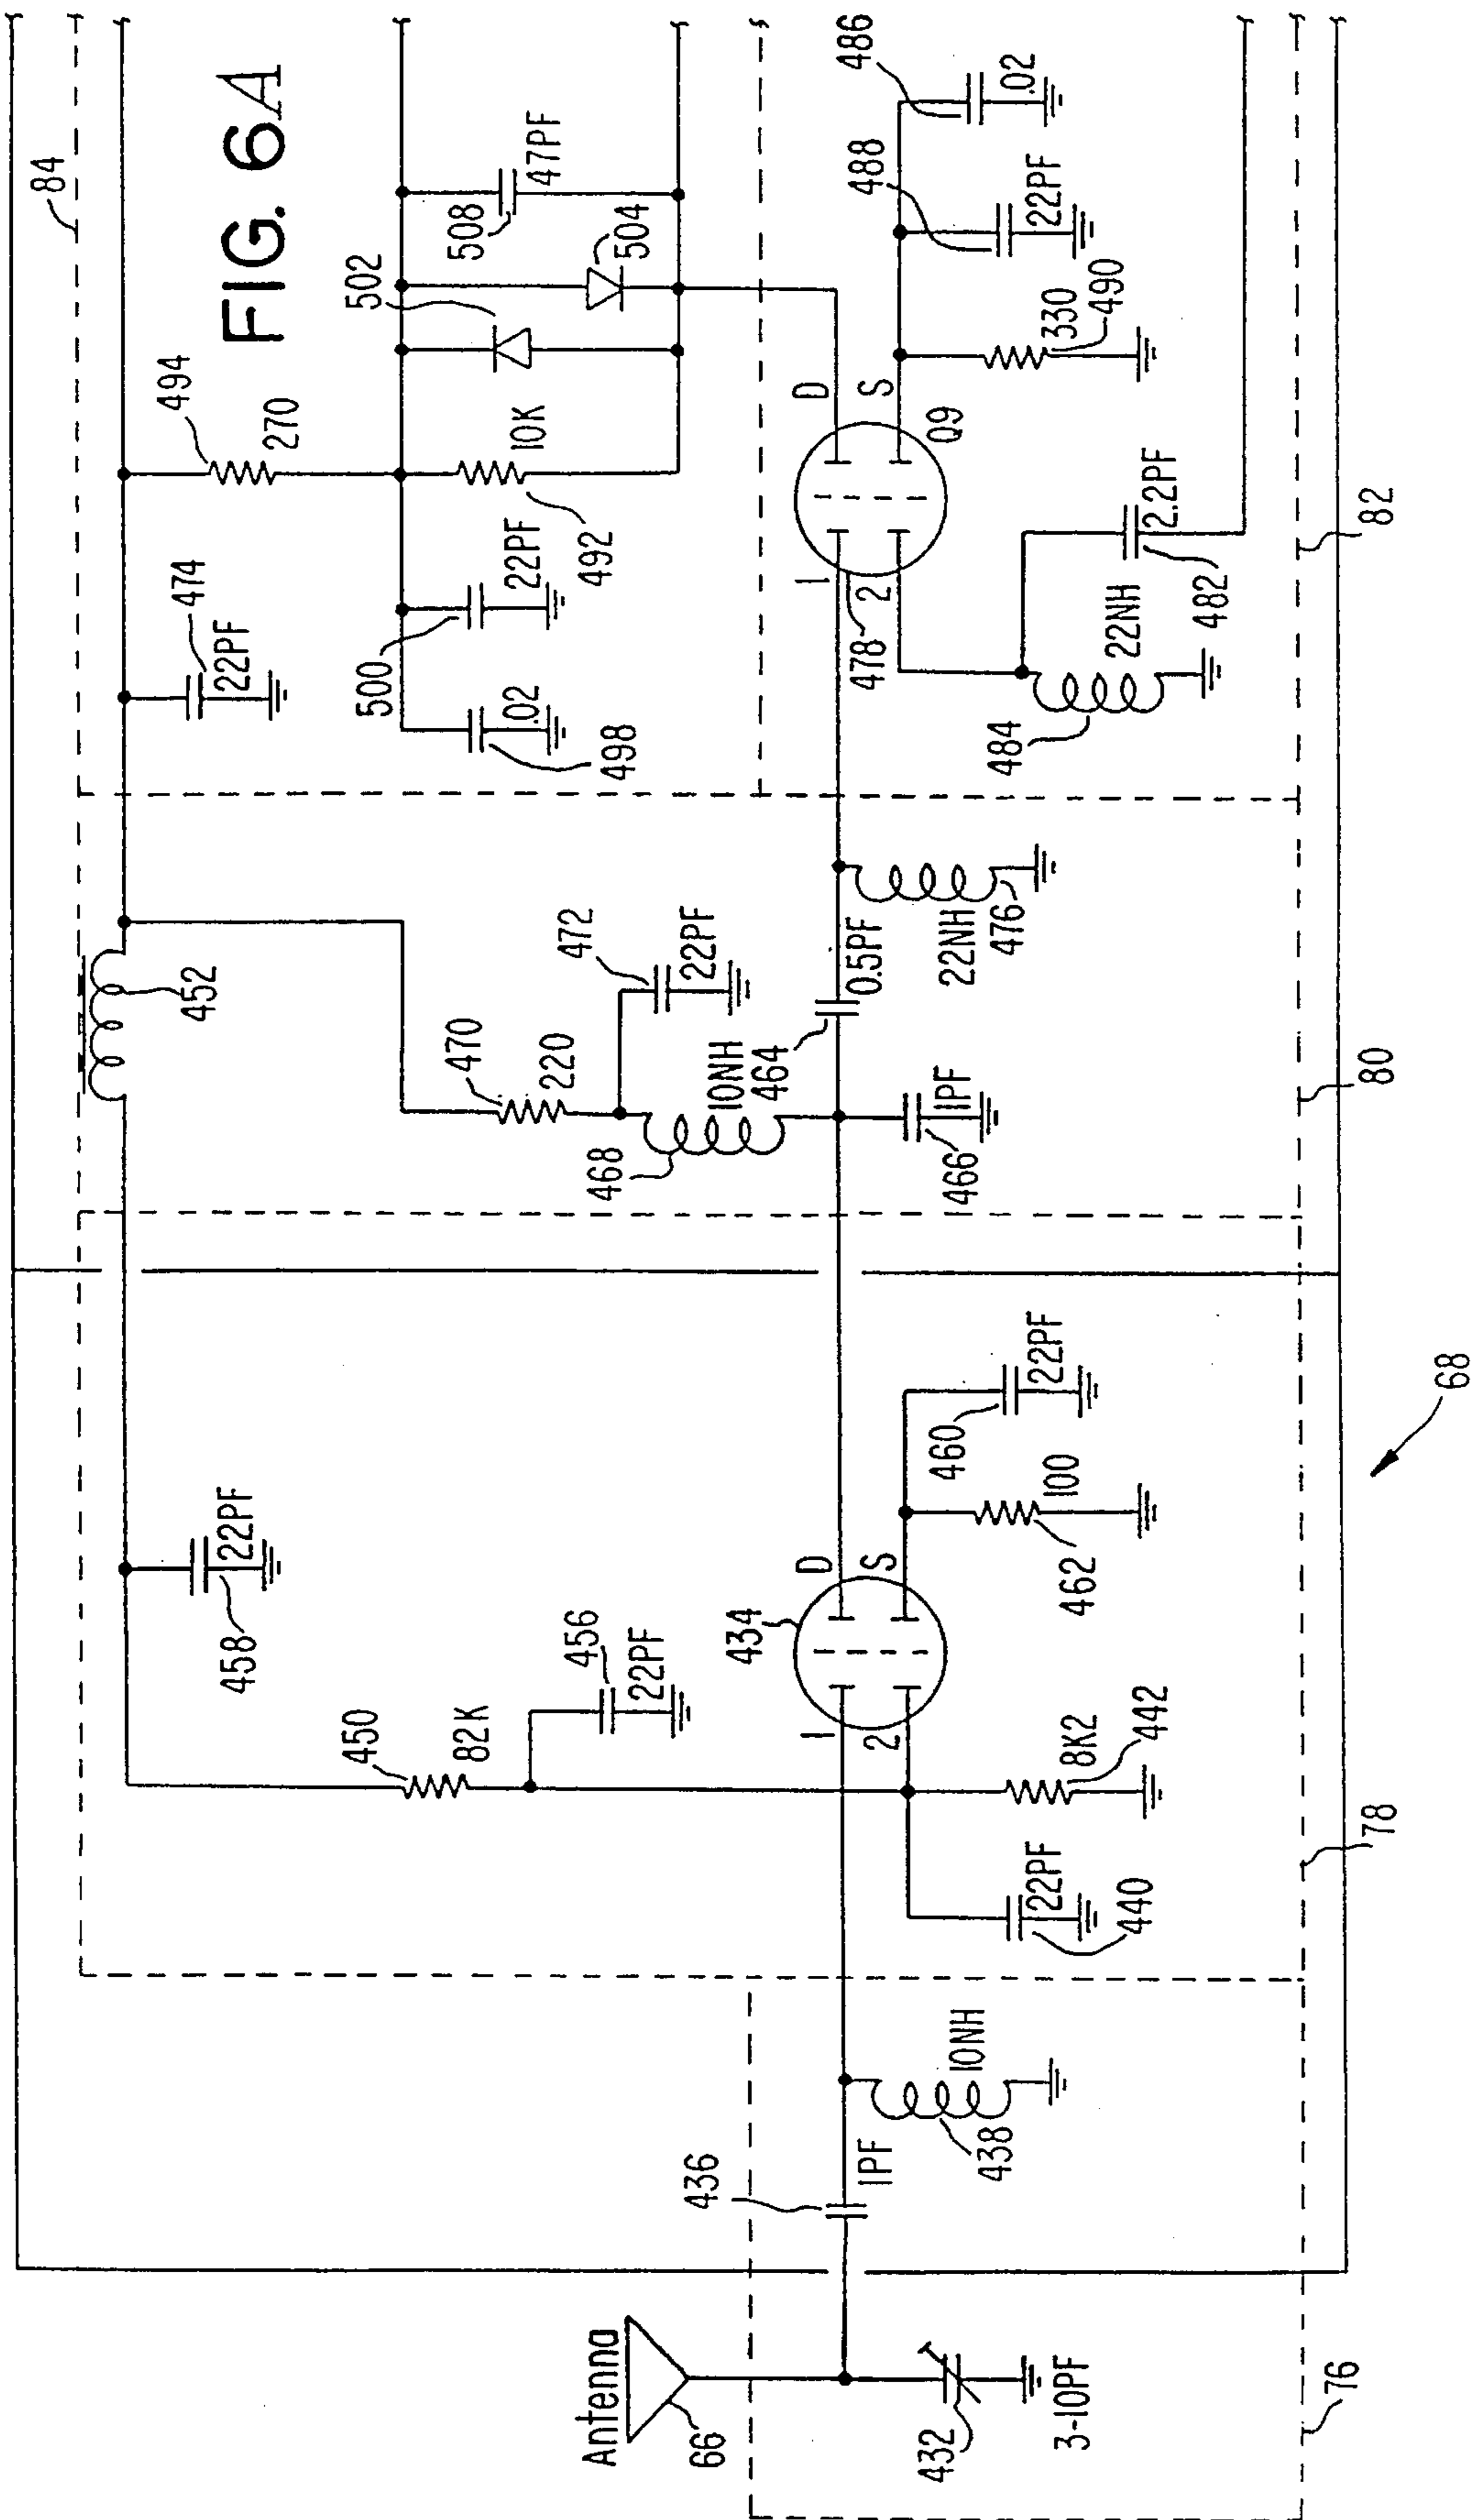 FIG. 6A
Antenna
66
432
3-10PF
76
436
1PF
438
10NH
440
22PF
78
450
82K
456
22PF
458
22PF
434
1
2
D
S
8K2
442
462
100
460
22PF
68
452
470
220
472
22PF
468
10NH
464
0.5PF
466
1PF
22NH
476
80
474
22PF
494
270
84
498
.02
500
22PF
492
10K
502
504
508
47PF
478
1
2
D
S
Q9
484
22NH
482
2.2PF
82
330
490
488
22PF
486
.02